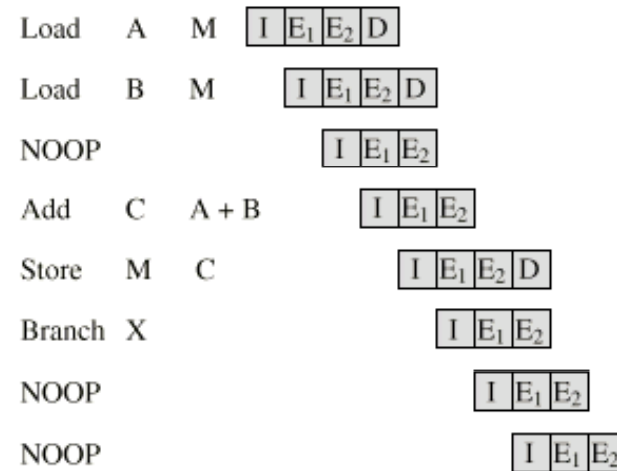 Load A M I E₁ E₂ D
Load B M I E₁ E₂ D
NOOP I E₁ E₂
Add C A + B I E₁ E₂
Store M C I E₁ E₂ D
Branch X I E₁ E₂
NOOP I E₁ E₂
NOOP I E₁ E₂